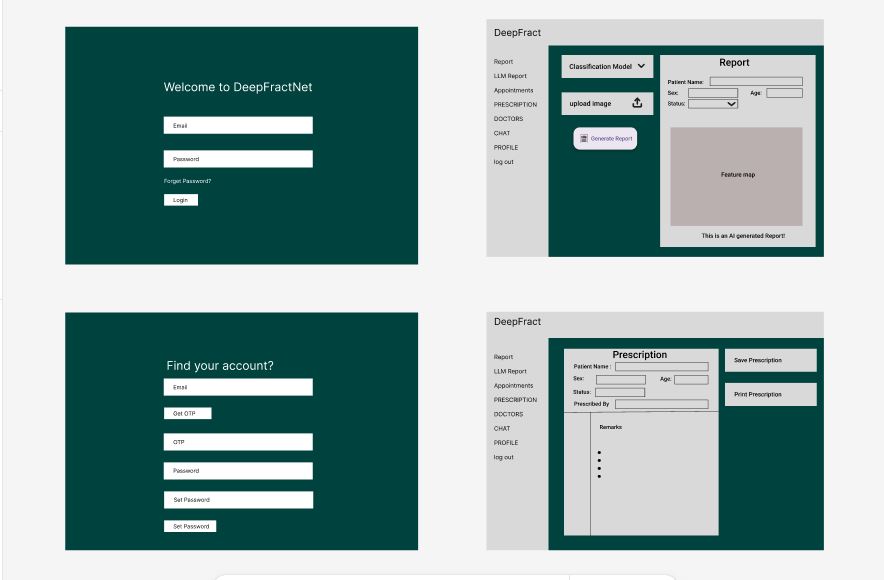 Welcome to DeepFractNet
Email
Password
Forget Password?
Login
DeepFract
Report
LLM Report
Appointments
PRESCRIPTION
DOCTORS
CHAT
PROFILE
log out
Classification Model
upload image
Generate Report
Report
Patient Name:
Sex:
Age:
Status:
Feature map
This is an AI generated Report!
Find your account?
Email
Get OTP
OTP
Password
Set Password
Set Password
DeepFract
Report
LLM Report
Appointments
PRESCRIPTION
DOCTORS
CHAT
PROFILE
log out
Prescription
Patient Name :
Sex:
Age:
Status:
Prescribed By
Remarks
Save Prescription
Print Prescription